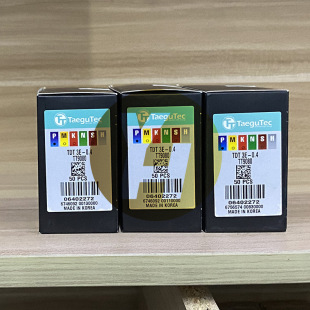 TaeguTec
P M K N S H
TDT 3E-0.4
TT9080
50 PCS
06402272
MADE IN KOREA
TaeguTec
P M K N S H
TDT 3E-0.4
TT9080
50 PCS
06402272
MADE IN KOREA
TaeguTec
P M K N S H
TDT 3E-0.4
TT9080
50 PCS
06402272
MADE IN KOREA